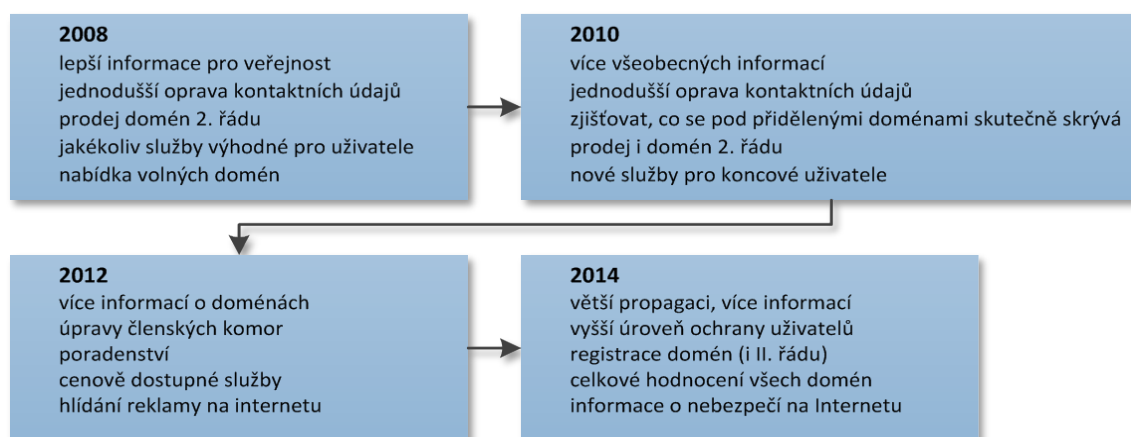 2008
lepší informace pro veřejnost
jednodušší oprava kontaktních údajů
prodej domén 2. řádu
jakékoliv služby výhodné pro uživatele
nabídka volných domén
2010
více všeobecných informací
jednodušší oprava kontaktních údajů
zjišťovat, co se pod přidělenými doménami skutečně skrývá
prodej i domén 2. řádu
nové služby pro koncové uživatele
2012
více informací o doménách
úpravy členských komor
poradenství
cenově dostupné služby
hlídání reklamy na internetu
2014
větší propagaci, více informací
vyšší úroveň ochrany uživatelů
registrace domén (i II. řádu)
celkové hodnocení všech domén
informace o nebezpečí na Internetu